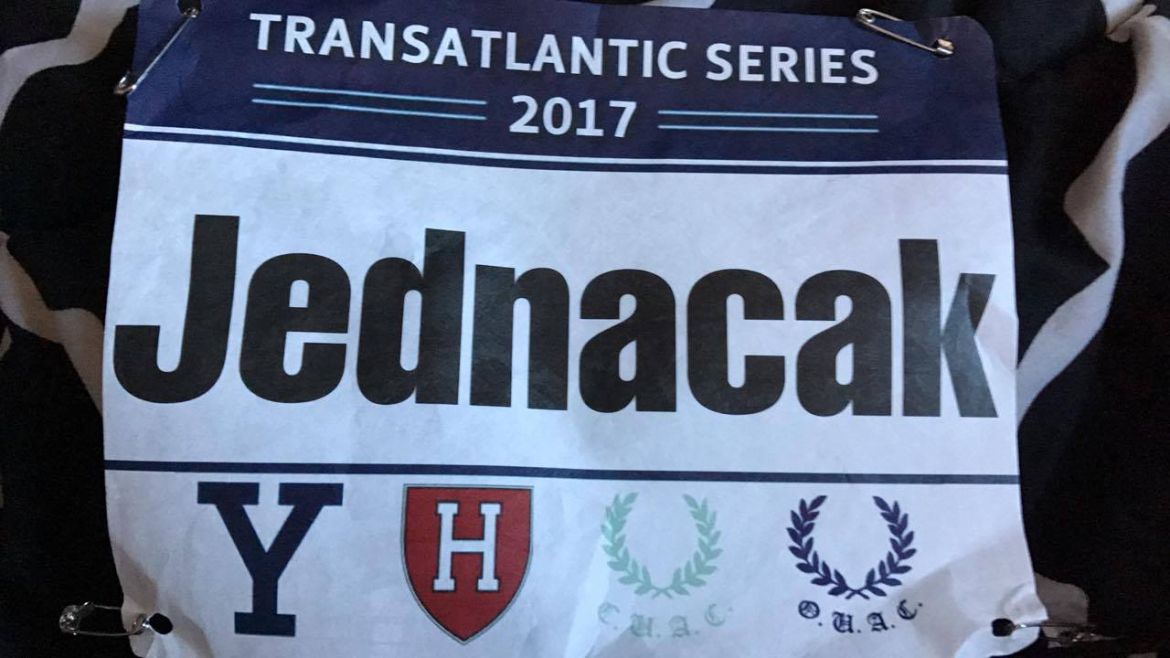 TRANSATLANTIC SERIES
2017
Jednacak
Y H
C.U.A.C. O.U.A.C.